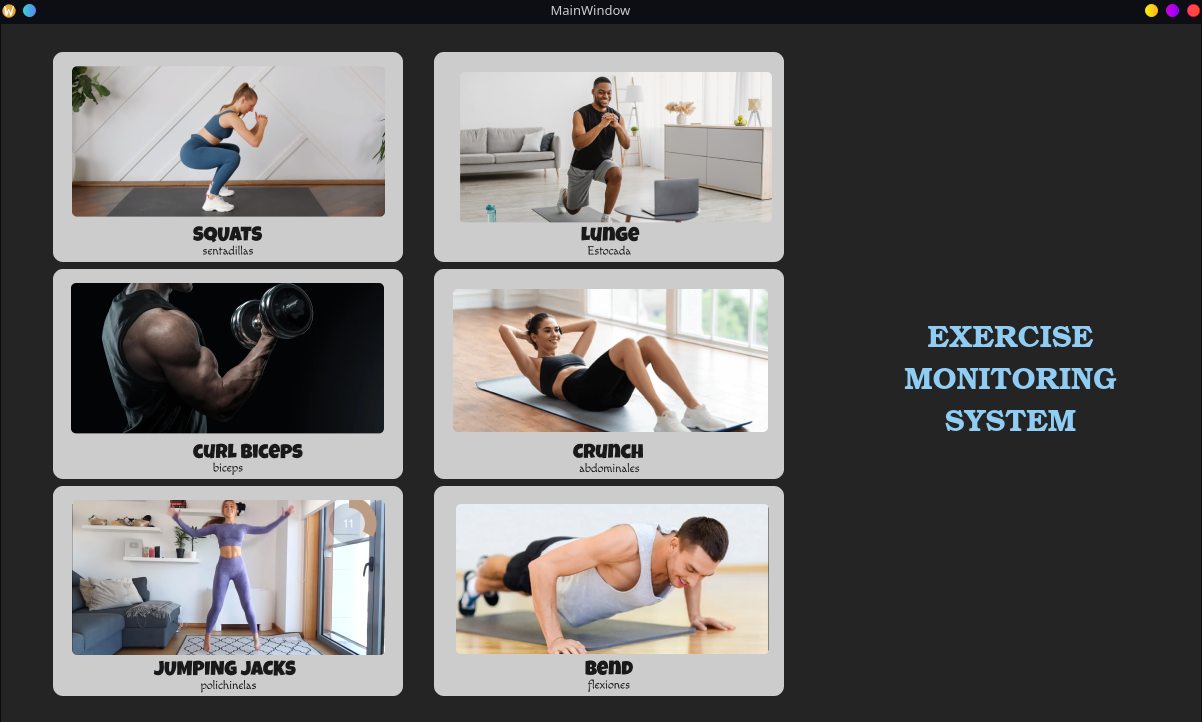 W
MainWindow
SQUATS
sentadillas
Lunge
Estocada
CURL BICEPS
biceps
CRUNCH
abdominales
11
JUMPING JACKS
polichinelas
Bend
flexiones
EXERCISE
MONITORING
SYSTEM